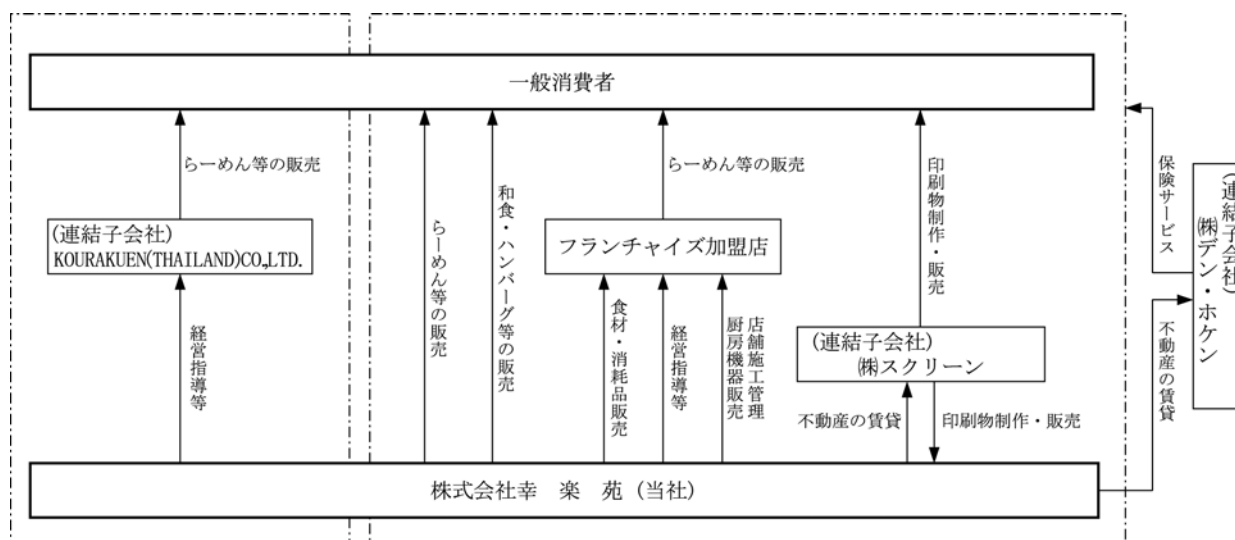 一般消費者
らーめん等の販売
(連結子会社)
KOURAKUEN(THAILAND)CO.,LTD.
経営指導等
らーめん等の販売
和食・ハンバーグ等の販売
らーめん等の販売
フランチャイズ加盟店
食材・消耗品販売
経営指導等
店舗施工管理
厨房機器販売
印刷物制作・販売
(連結子会社)
㈱スクリーン
不動産の賃貸
印刷物制作・販売
保険サービス
(連結子会社)
㈱デン・ホケン
不動産の賃貸
株式会社幸　楽　苑 (当社)